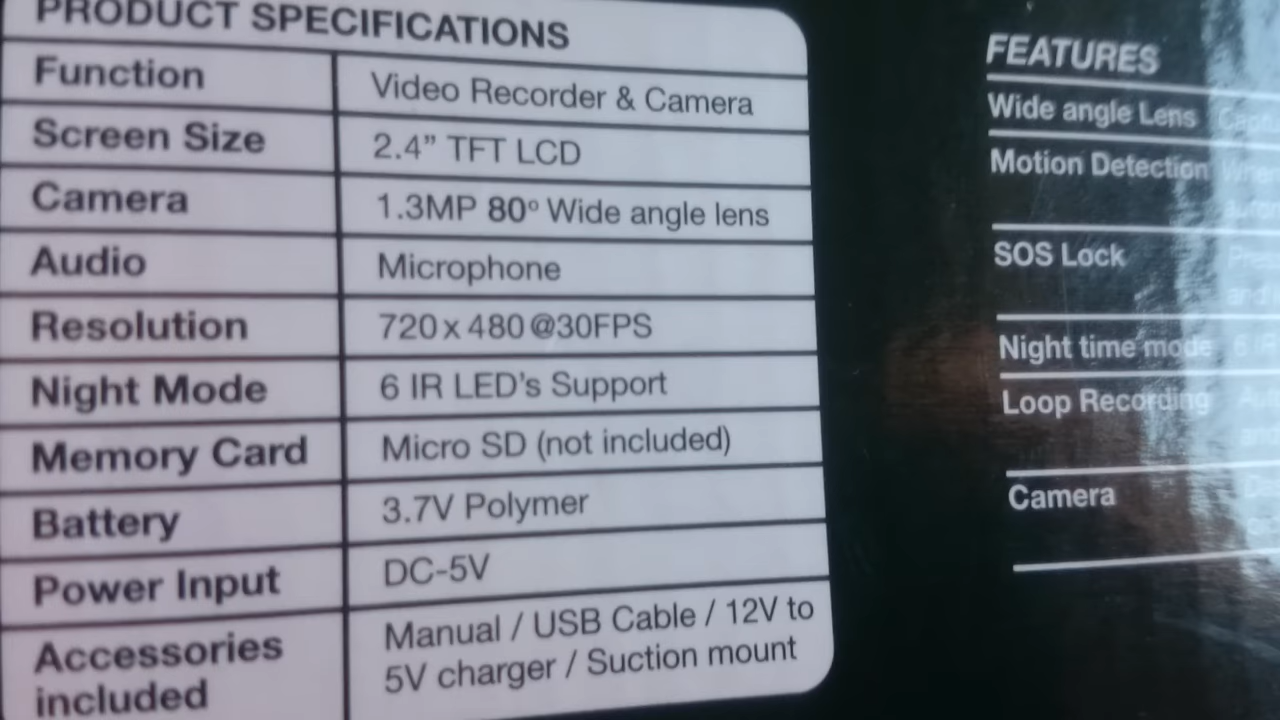 PRODUCT SPECIFICATIONS
Function Video Recorder & Camera
Screen Size 2.4” TFT LCD
Camera 1.3MP 80° Wide angle lens
Audio Microphone
Resolution 720x480@30FPS
Night Mode 6 IR LED’s Support
Memory Card Micro SD (not included)
Battery 3.7V Polymer
Power Input DC-5V
Accessories included Manual / USB Cable / 12V to
5V charger / Suction mount
FEATURES
Wide angle Lens
Motion Detection
SOS Lock
Night time mode 6 IR
Loop Recording
Camera